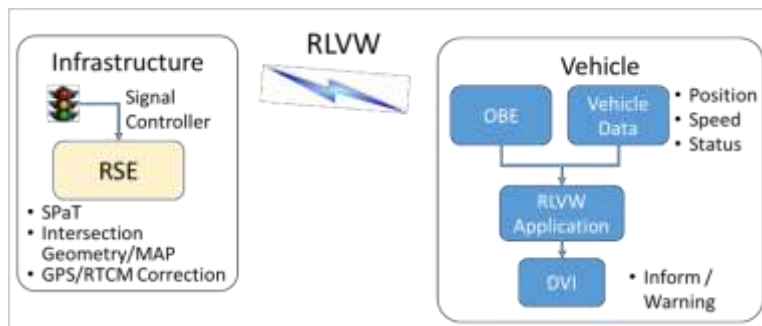 RLVW
Infrastructure
Signal
Controller
RSE
• SPaT
• Intersection
Geometry/MAP
• GPS/RTCM Correction
Vehicle
OBE
Vehicle
Data
• Position
• Speed
• Status
RLVW
Application
DVI
• Inform /
Warning